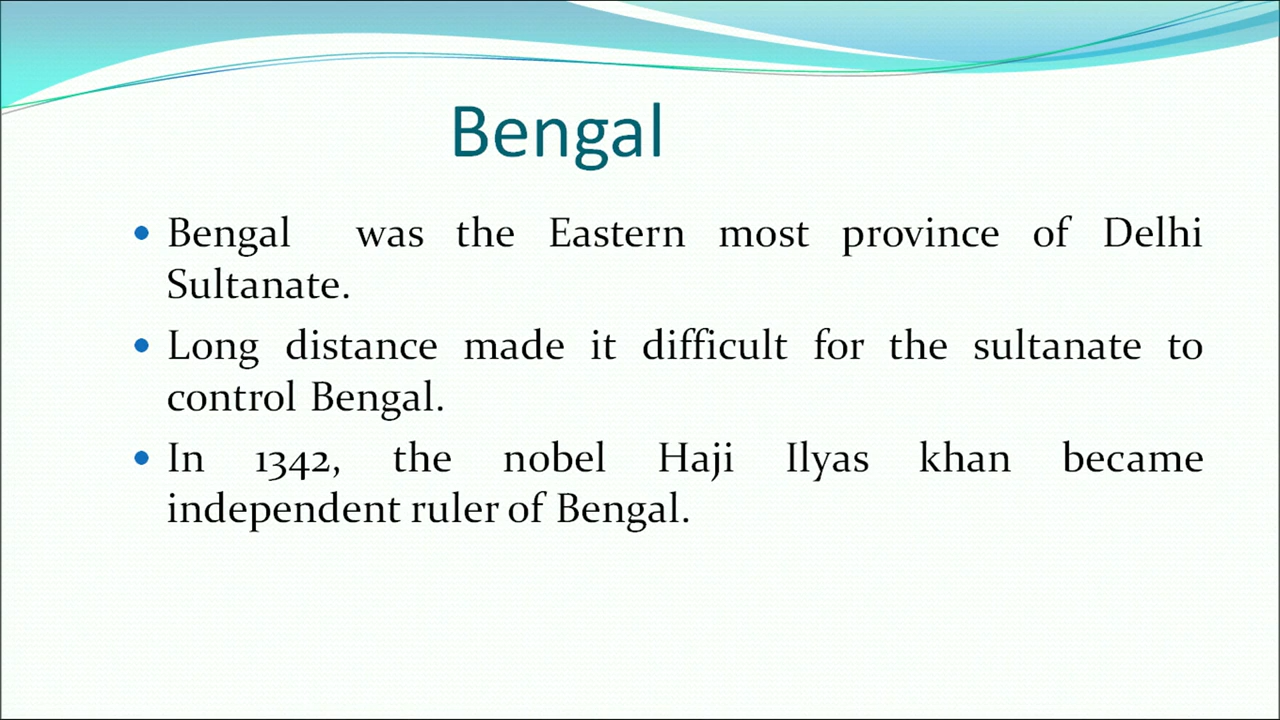 Bengal
Bengal was the Eastern most province of Delhi
Sultanate.
Long distance made it difficult for the sultanate to
control Bengal.
In 1342, the nobel Haji Ilyas khan became
independent ruler of Bengal.